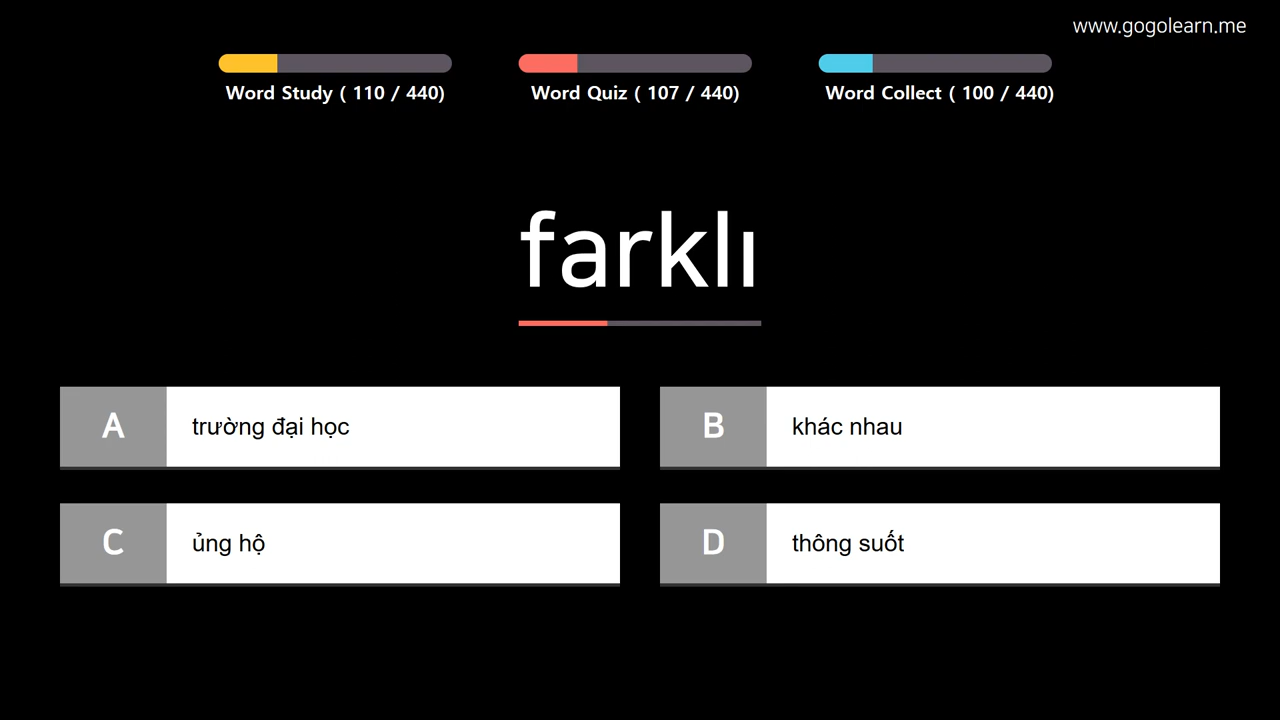 www.gogolearn.me
Word Study ( 110 / 440)
Word Quiz ( 107 / 440)
Word Collect ( 100 / 440)
farklı
A
trường đại học
B
khác nhau
C
ủng hộ
D
thông suốt